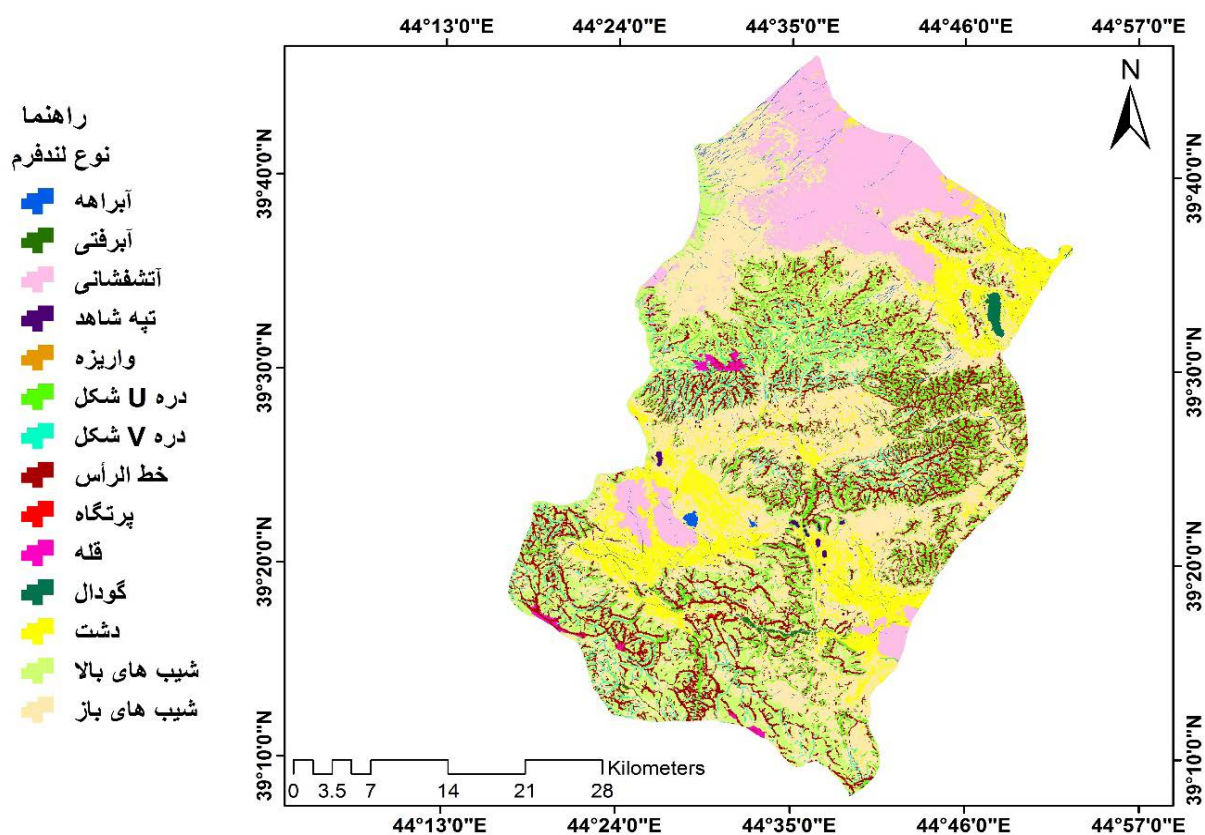 44°13'0"E 44°24'0"E 44°35'0"E 44°46'0"E 44°57'0"E
N
راهنما
نوع لندفرم
آبراهه
آبرفتی
آتشفشانی
تپه شاهد
واریزه
دره U شکل
دره V شکل
خط الرأس
پرتگاه
قله
گودال
دشت
شیب های بالا
شیب های باز
39°40'0"N
39°30'0"N
39°20'0"N
39°10'0"N
39°40'0"N
39°30'0"N
39°20'0"N
39°10'0"N
Kilometers
0 3.5 7 14 21 28
44°13'0"E 44°24'0"E 44°35'0"E 44°46'0"E 44°57'0"E